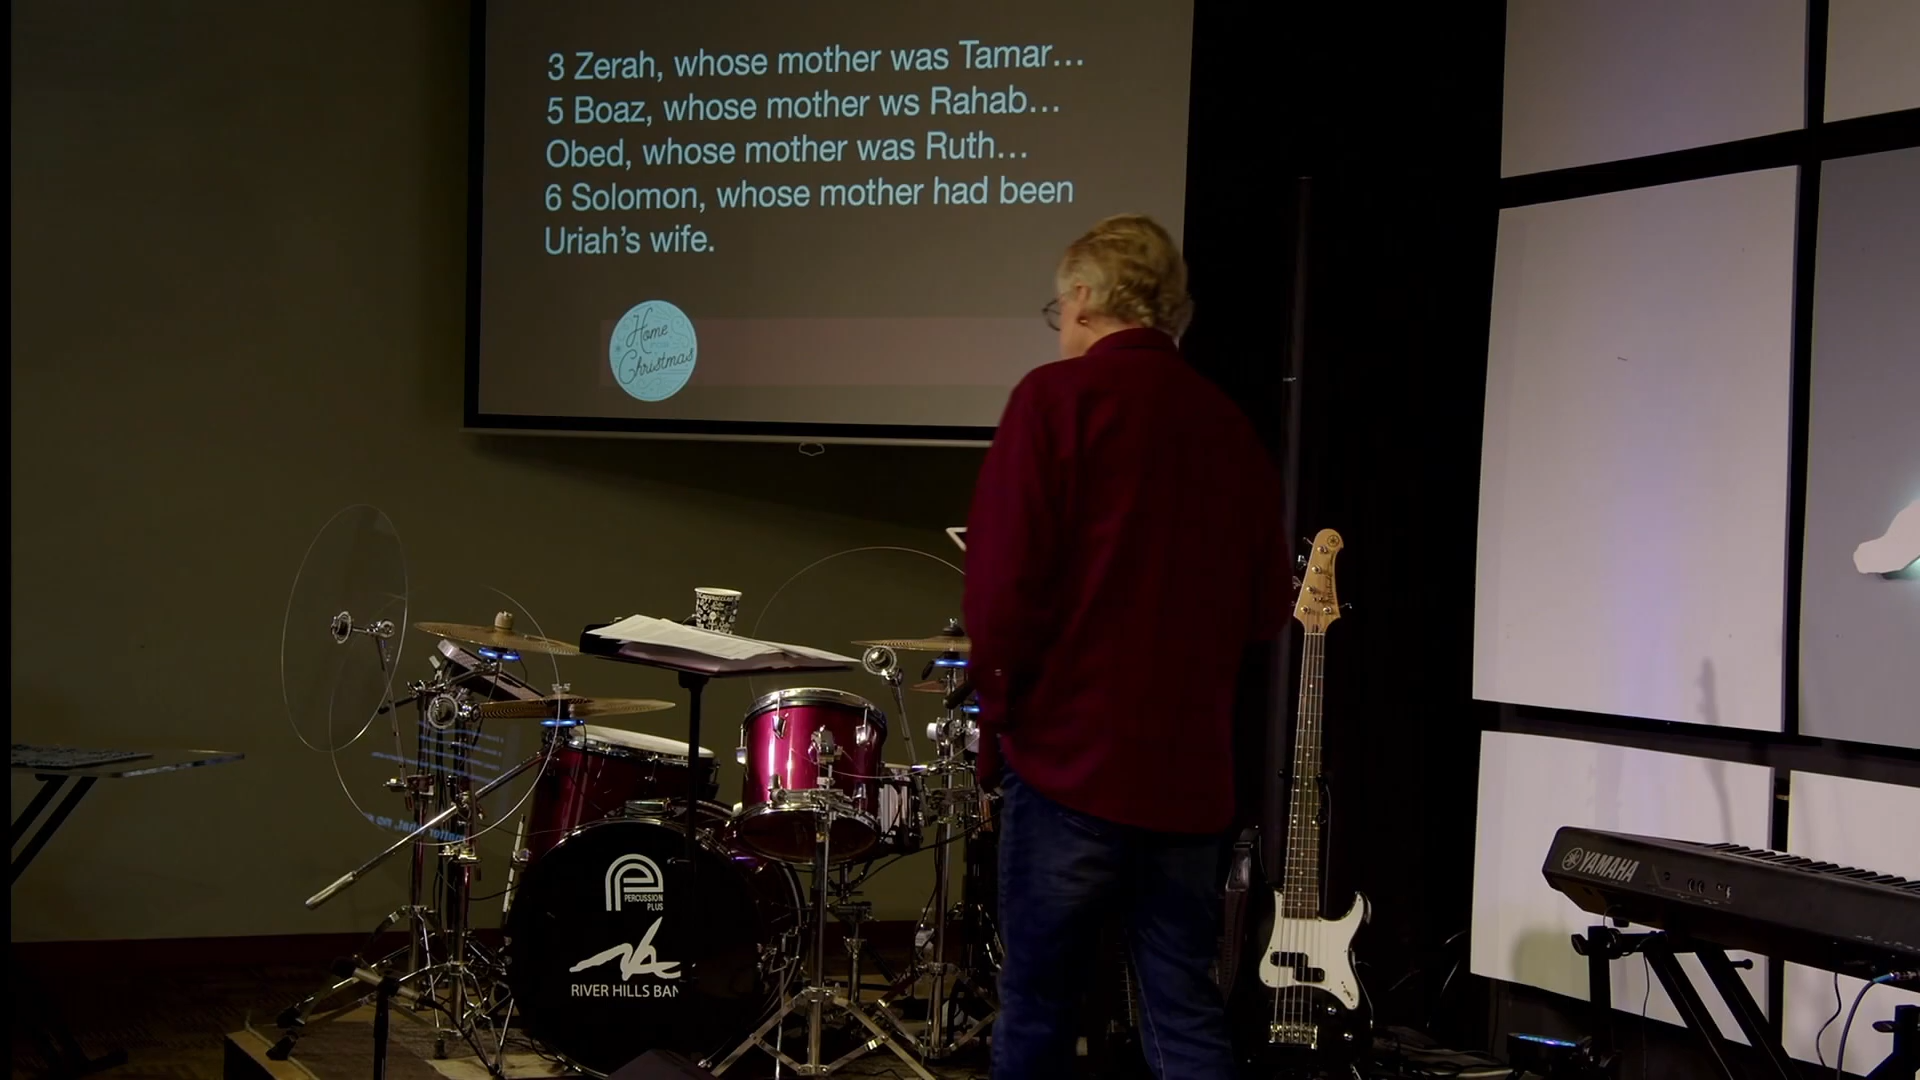 3 Zerah, whose mother was Tamar…
5 Boaz, whose mother ws Rahab…
Obed, whose mother was Ruth…
6 Solomon, whose mother had been
Uriah's wife.
Home
Christmas
PERCUSSION
PLUS
RIVER HILLS BAN
YAMAHA